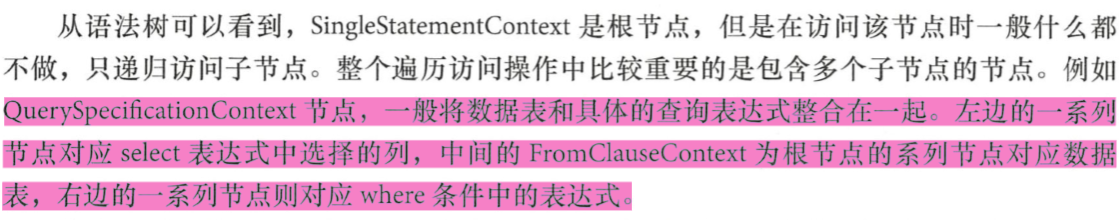 从语法树可以看到，SingleStatementContext 是根节点，但是在访问该节点时一般什么都
不做，只递归访问子节点。整个遍历访问操作中比较重要的是包含多个子节点的节点。例如
QuerySpecificationContext 节点，一般将数据表和具体的查询表达式整合在一起。左边的一系列
节点对应 select 表达式中选择的列，中间的 FromClauseContext 为根节点的系列节点对应数据
表，右边的一系列节点则对应 where 条件中的表达式。